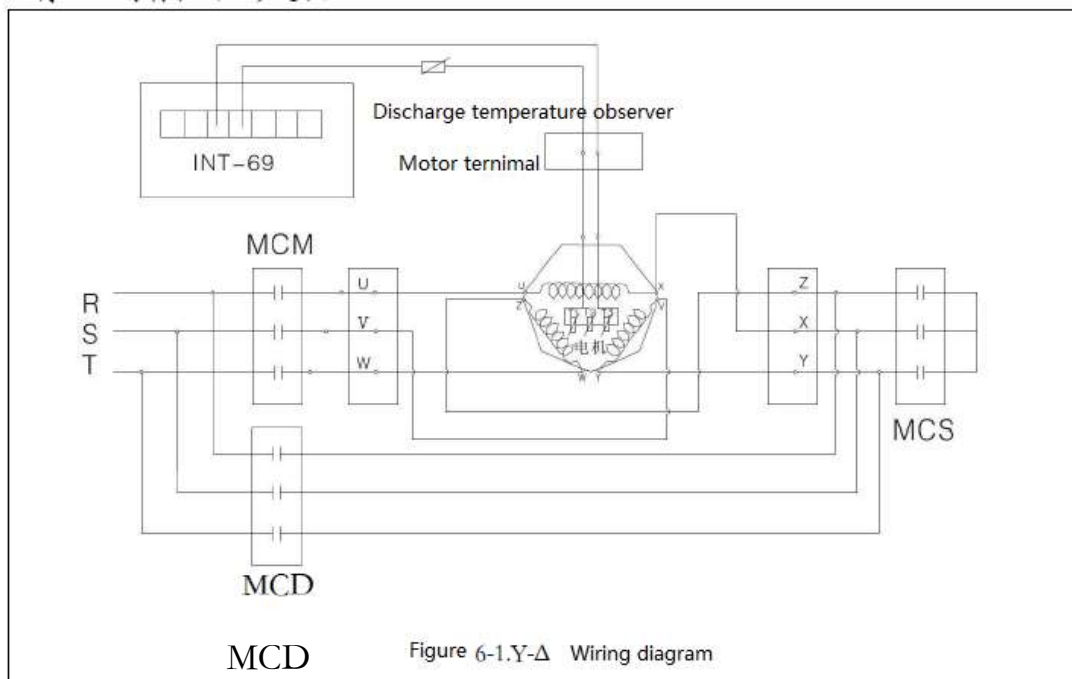 Discharge temperature observer
INT-69
Motor ternimal
MCM
R
S
T
U
V
W
U
Z
X
V
电机
W Y
Z
X
Y
MCS
MCD
MCD
Figure 6-1.Y-Δ Wiring diagram